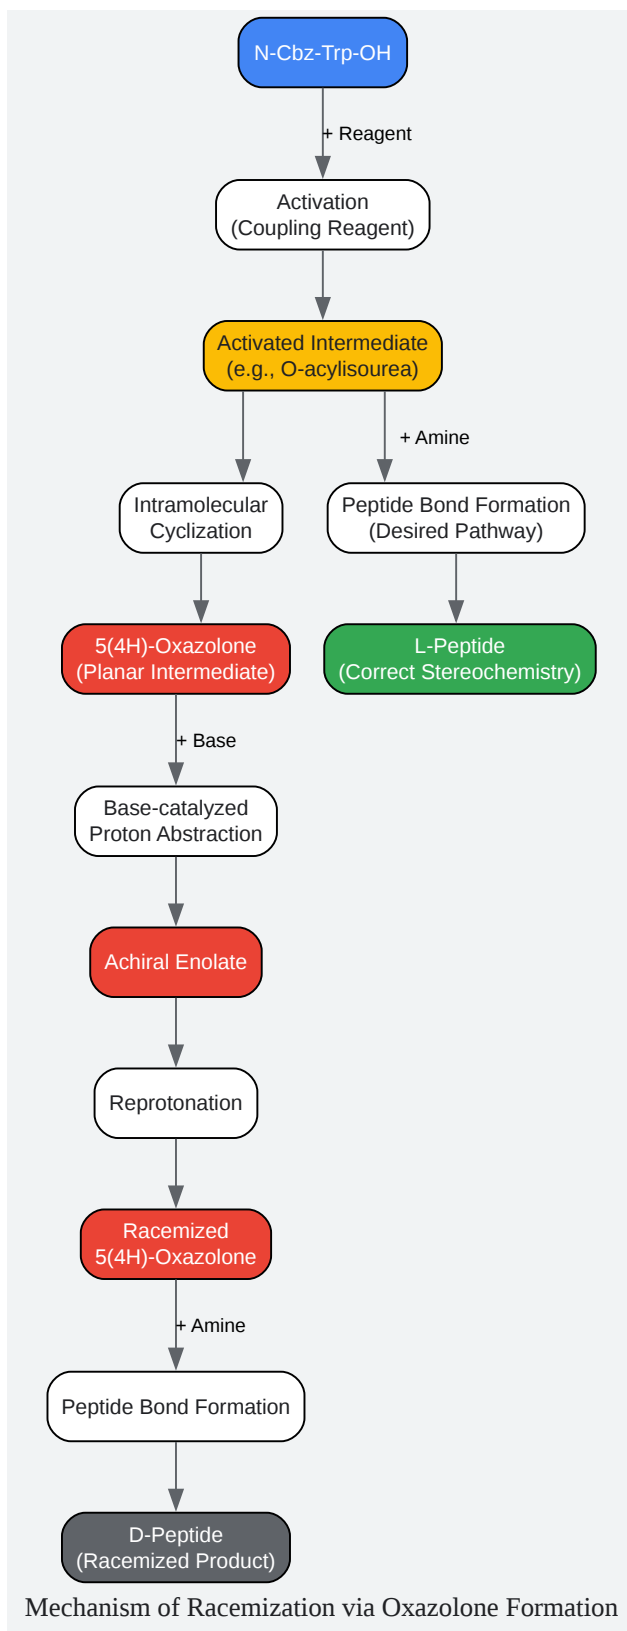 N-Cbz-Trp-OH
+ Reagent
Activation
(Coupling Reagent)
Activated Intermediate
(e.g., O-acylisourea)
+ Amine
Intramolecular
Cyclization
Peptide Bond Formation
(Desired Pathway)
5(4H)-Oxazolone
(Planar Intermediate)
L-Peptide
(Correct Stereochemistry)
+ Base
Base-catalyzed
Proton Abstraction
Achiral Enolate
Reprotonation
Racemized
5(4H)-Oxazolone
+ Amine
Peptide Bond Formation
D-Peptide
(Racemized Product)
Mechanism of Racemization via Oxazolone Formation